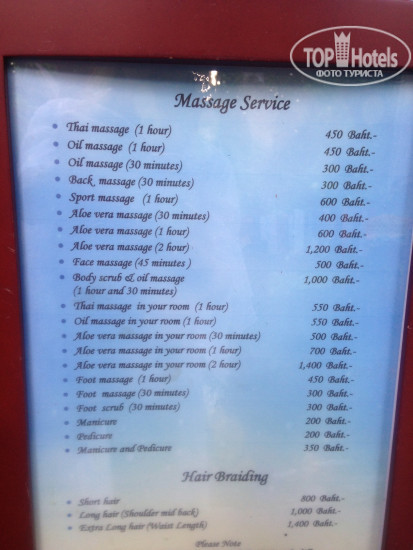 TOP Hotels
ФОТО ТУРИСТА
Massage Service
Thai massage (1 hour) 450 Baht.-
Oil massage (1 hour) 450 Baht.-
Oil massage (30 minutes) 300 Baht.-
Back massage (30 minutes) 300 Baht.-
Sport massage (1 hour) 600 Baht.-
Aloe vera massage (30 minutes) 400 Baht.-
Aloe vera massage (1 hour) 600 Baht.-
Aloe vera massage (2 hour) 1,200 Baht.-
Face massage (45 minutes ) 500 Baht.-
Body scrub & oil massage 1,000 Baht.-
(1 hour and 30 minutes)
Thai massage in your room (1 hour) 550 Baht.-
Oil massage in your room (1 hour) 550 Baht.-
Aloe vera massage in your room (30 minutes) 500 Baht.-
Aloe vera massage in your room (1 hour) 700 Baht.-
Aloe vera massage in your room (2 hour) 1,400 Baht.-
Foot massage (1 hour) 450 Baht.-
Foot massage (30 minutes) 300 Baht.-
Foot scrub (30 minutes) 300 Baht.-
Manicure 200 Baht.-
Pedicure 200 Baht.-
Manicure and Pedicure 350 Baht.-
Hair Braiding
Short hair 800 Baht.-
Long hair (Shoulder mid back) 1,000 Baht.-
Extra Long hair (Waist Length) 1,400 Baht.-
Please Note